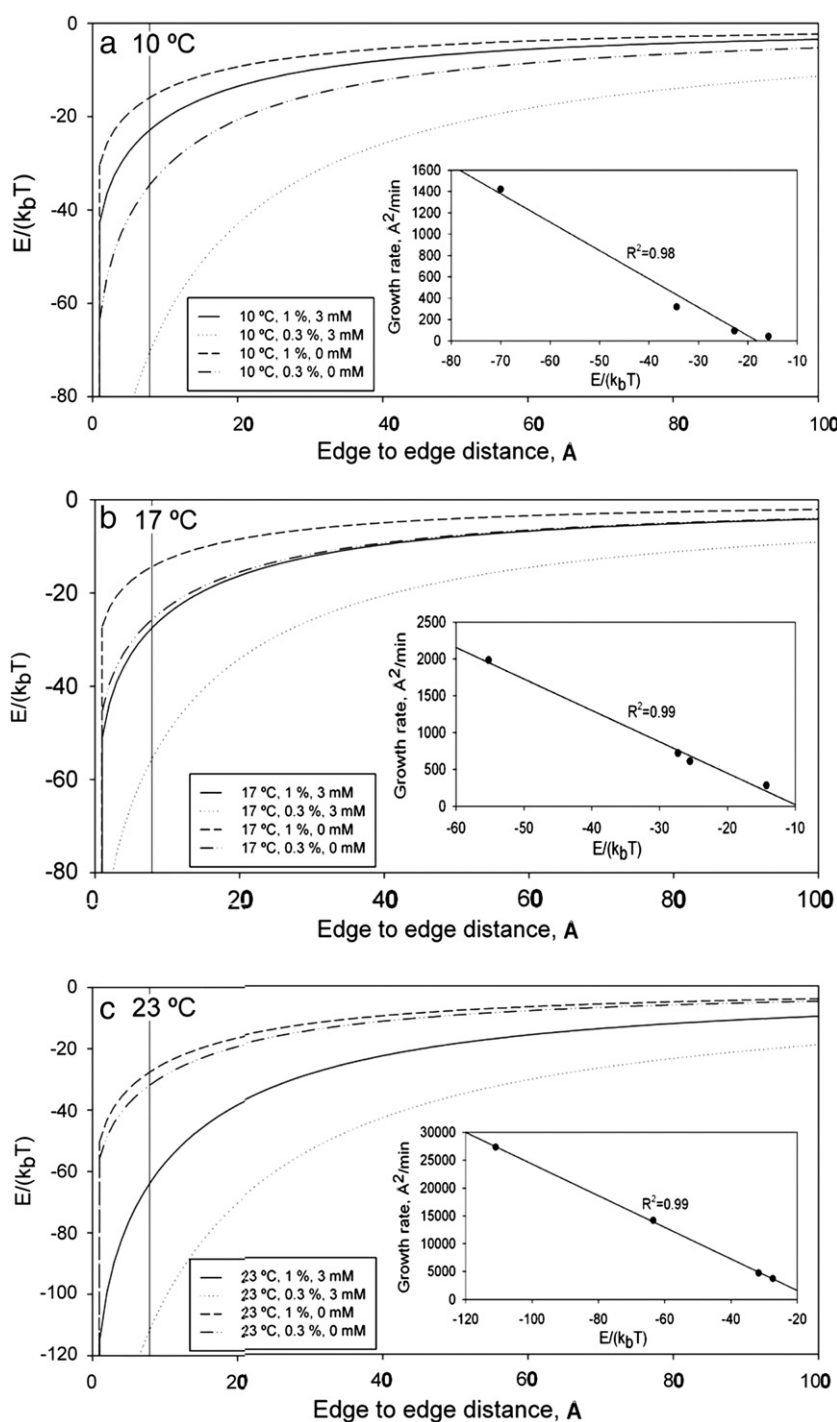 a 10 ºC
0
-20
-40
-60
-80
E/(kbT)
0 20 40 60 80 100
Edge to edge distance, Å
10 ºC, 1 %, 3 mM
10 ºC, 0.3 %, 3 mM
10 ºC, 1 %, 0 mM
10 ºC, 0.3 %, 0 mM
Growth rate, Å2/min
1600
1400
1200
1000
800
600
400
200
0
R2=0.98
-80 -70 -60 -50 -40 -30 -20 -10
E/(kbT)
b 17 ºC
0
-20
-40
-60
-80
E/(kbT)
0 20 40 60 80 100
Edge to edge distance, Å
17 ºC, 1 %, 3 mM
17 ºC, 0.3 %, 3 mM
17 ºC, 1 %, 0 mM
17 ºC, 0.3 %, 0 mM
Growth rate, Å2/min
2500
2000
1500
1000
500
0
R2=0.99
-60 -50 -40 -30 -20 -10
E/(kbT)
c 23 ºC
0
-20
-40
-60
-80
-100
-120
E/(kbT)
0 20 40 60 80 100
Edge to edge distance, Å
23 ºC, 1 %, 3 mM
23 ºC, 0.3 %, 3 mM
23 ºC, 1 %, 0 mM
23 ºC, 0.3 %, 0 mM
Growth rate, Å2/min
30000
25000
20000
15000
10000
5000
0
R2=0.99
-120 -100 -80 -60 -40 -20
E/(kbT)